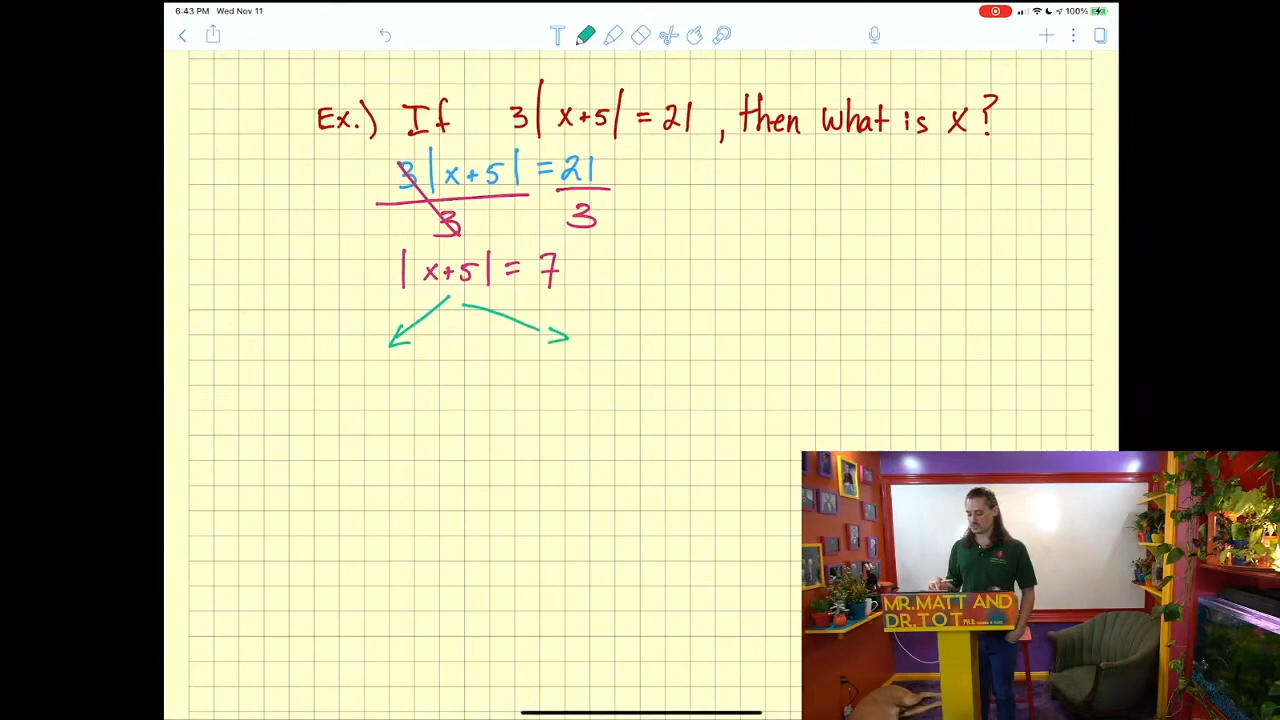 6:43 PM Wed Nov 11
100%
T
Ex.) If 3|x+5| = 21, then what is x?
3|x+5| = 21
3 3
|x+5| = 7
MR.MATT AND
DR.TOT